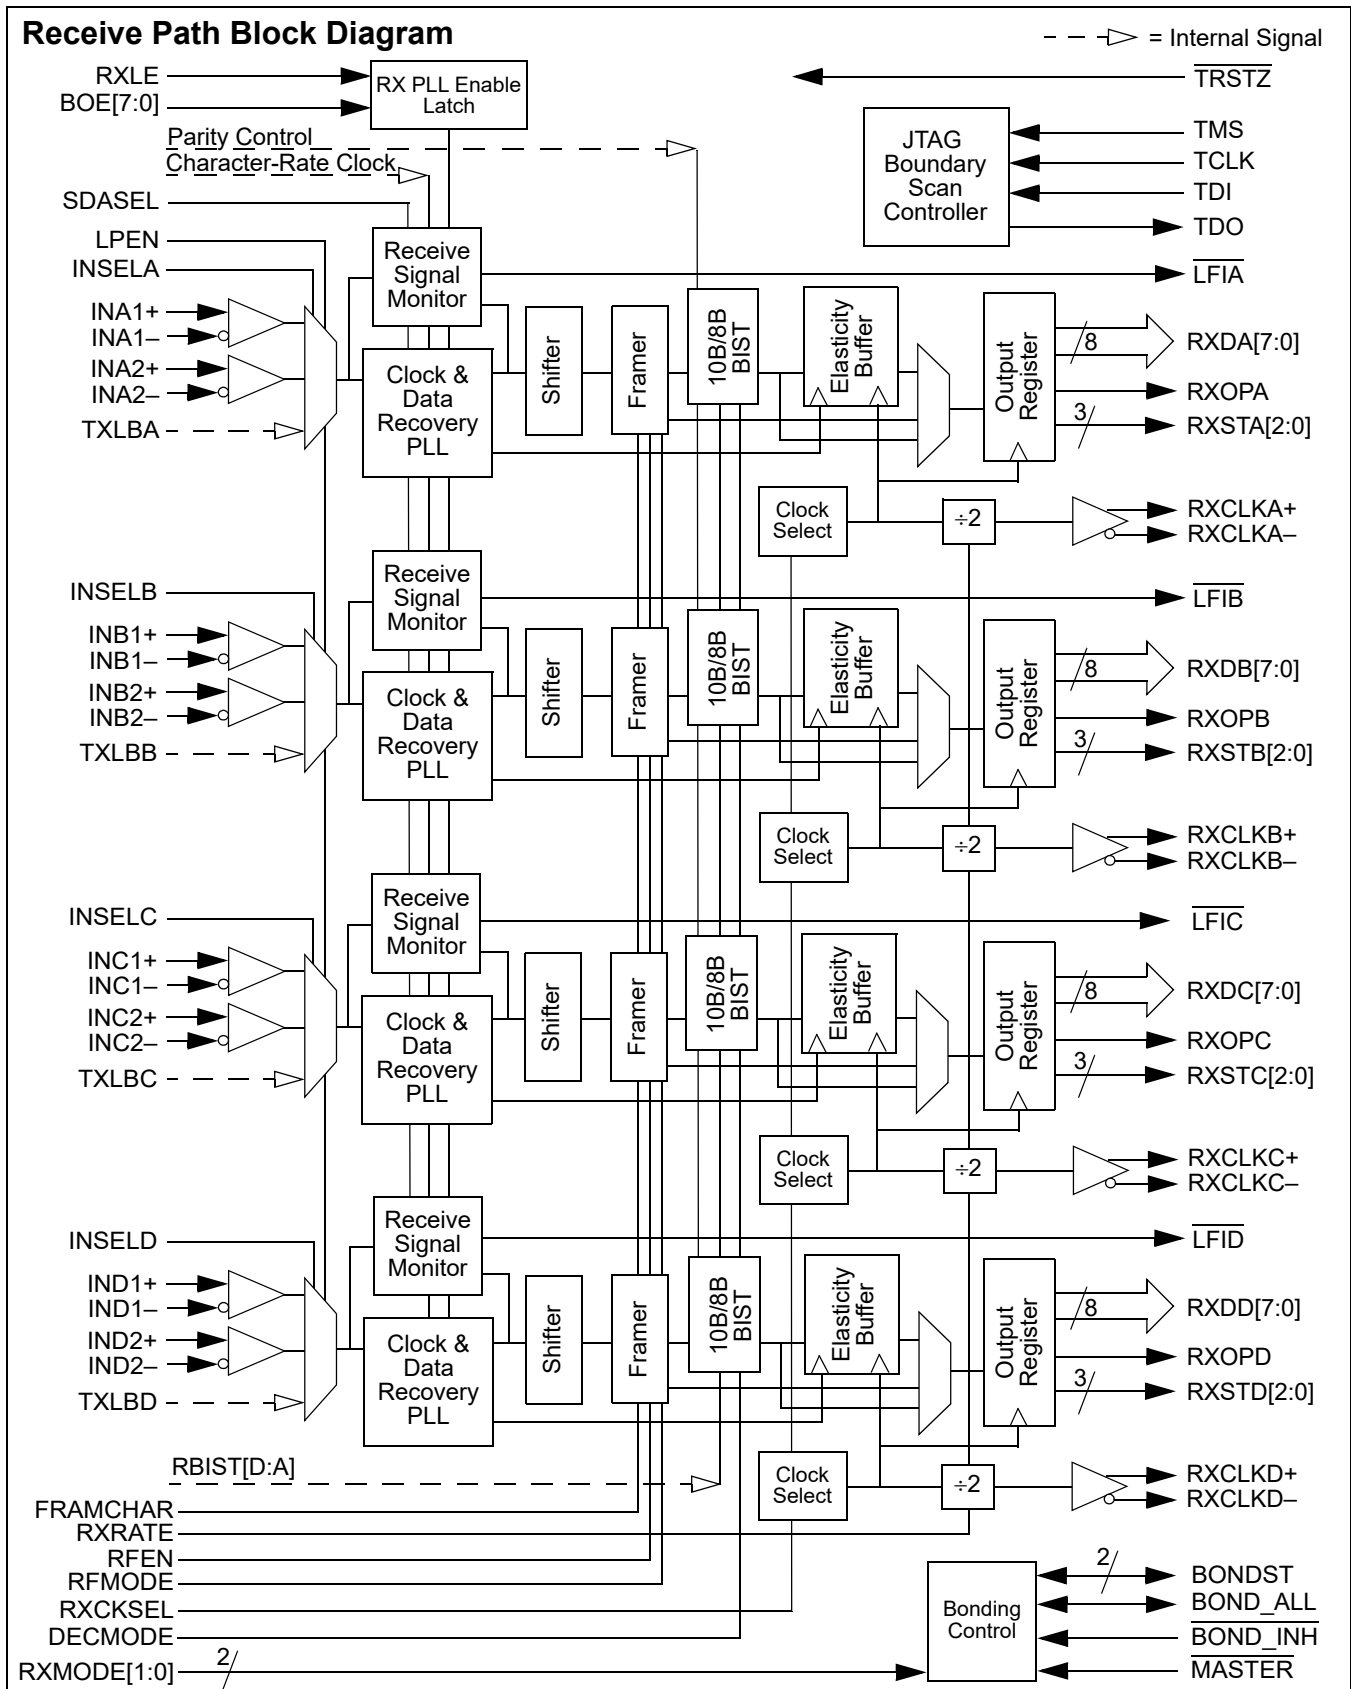 Receive Path Block Diagram
= Internal Signal
RXLE
BOE[7:0]
RX PLL Enable
Latch
TRSTZ
Parity Control
Character-Rate Clock
JTAG
Boundary
Scan
Controller
TMS
TCLK
TDI
TDO
SDASEL
LPEN
INSELA
INA1+
INA1–
INA2+
INA2–
TXLBA
Receive
Signal
Monitor
Clock &
Data
Recovery
PLL
Shifter
Framer
10B/8B
BIST
Elasticity
Buffer
Output
Register
LFIA
8
RXDA[7:0]
RXOPA
3
RXSTA[2:0]
Clock
Select
÷2
RXCLKA+
RXCLKA–
INSELB
INB1+
INB1–
INB2+
INB2–
TXLBB
Receive
Signal
Monitor
Clock &
Data
Recovery
PLL
Shifter
Framer
10B/8B
BIST
Elasticity
Buffer
Output
Register
LFIB
8
RXDB[7:0]
RXOPB
3
RXSTB[2:0]
Clock
Select
÷2
RXCLKB+
RXCLKB–
INSELC
INC1+
INC1–
INC2+
INC2–
TXLBC
Receive
Signal
Monitor
Clock &
Data
Recovery
PLL
Shifter
Framer
10B/8B
BIST
Elasticity
Buffer
Output
Register
LFIC
8
RXDC[7:0]
RXOPC
3
RXSTC[2:0]
Clock
Select
÷2
RXCLKC+
RXCLKC–
INSELD
IND1+
IND1–
IND2+
IND2–
TXLBD
Receive
Signal
Monitor
Clock &
Data
Recovery
PLL
Shifter
Framer
10B/8B
BIST
Elasticity
Buffer
Output
Register
LFID
8
RXDD[7:0]
RXOPD
3
RXSTD[2:0]
Clock
Select
÷2
RXCLKD+
RXCLKD–
RBIST[D:A]
FRAMCHAR
RXRATE
RFEN
RFMODE
RXCKSEL
DECMODE
RXMODE[1:0]
2
Bonding
Control
2
BONDST
BOND_ALL
BOND_INH
MASTER